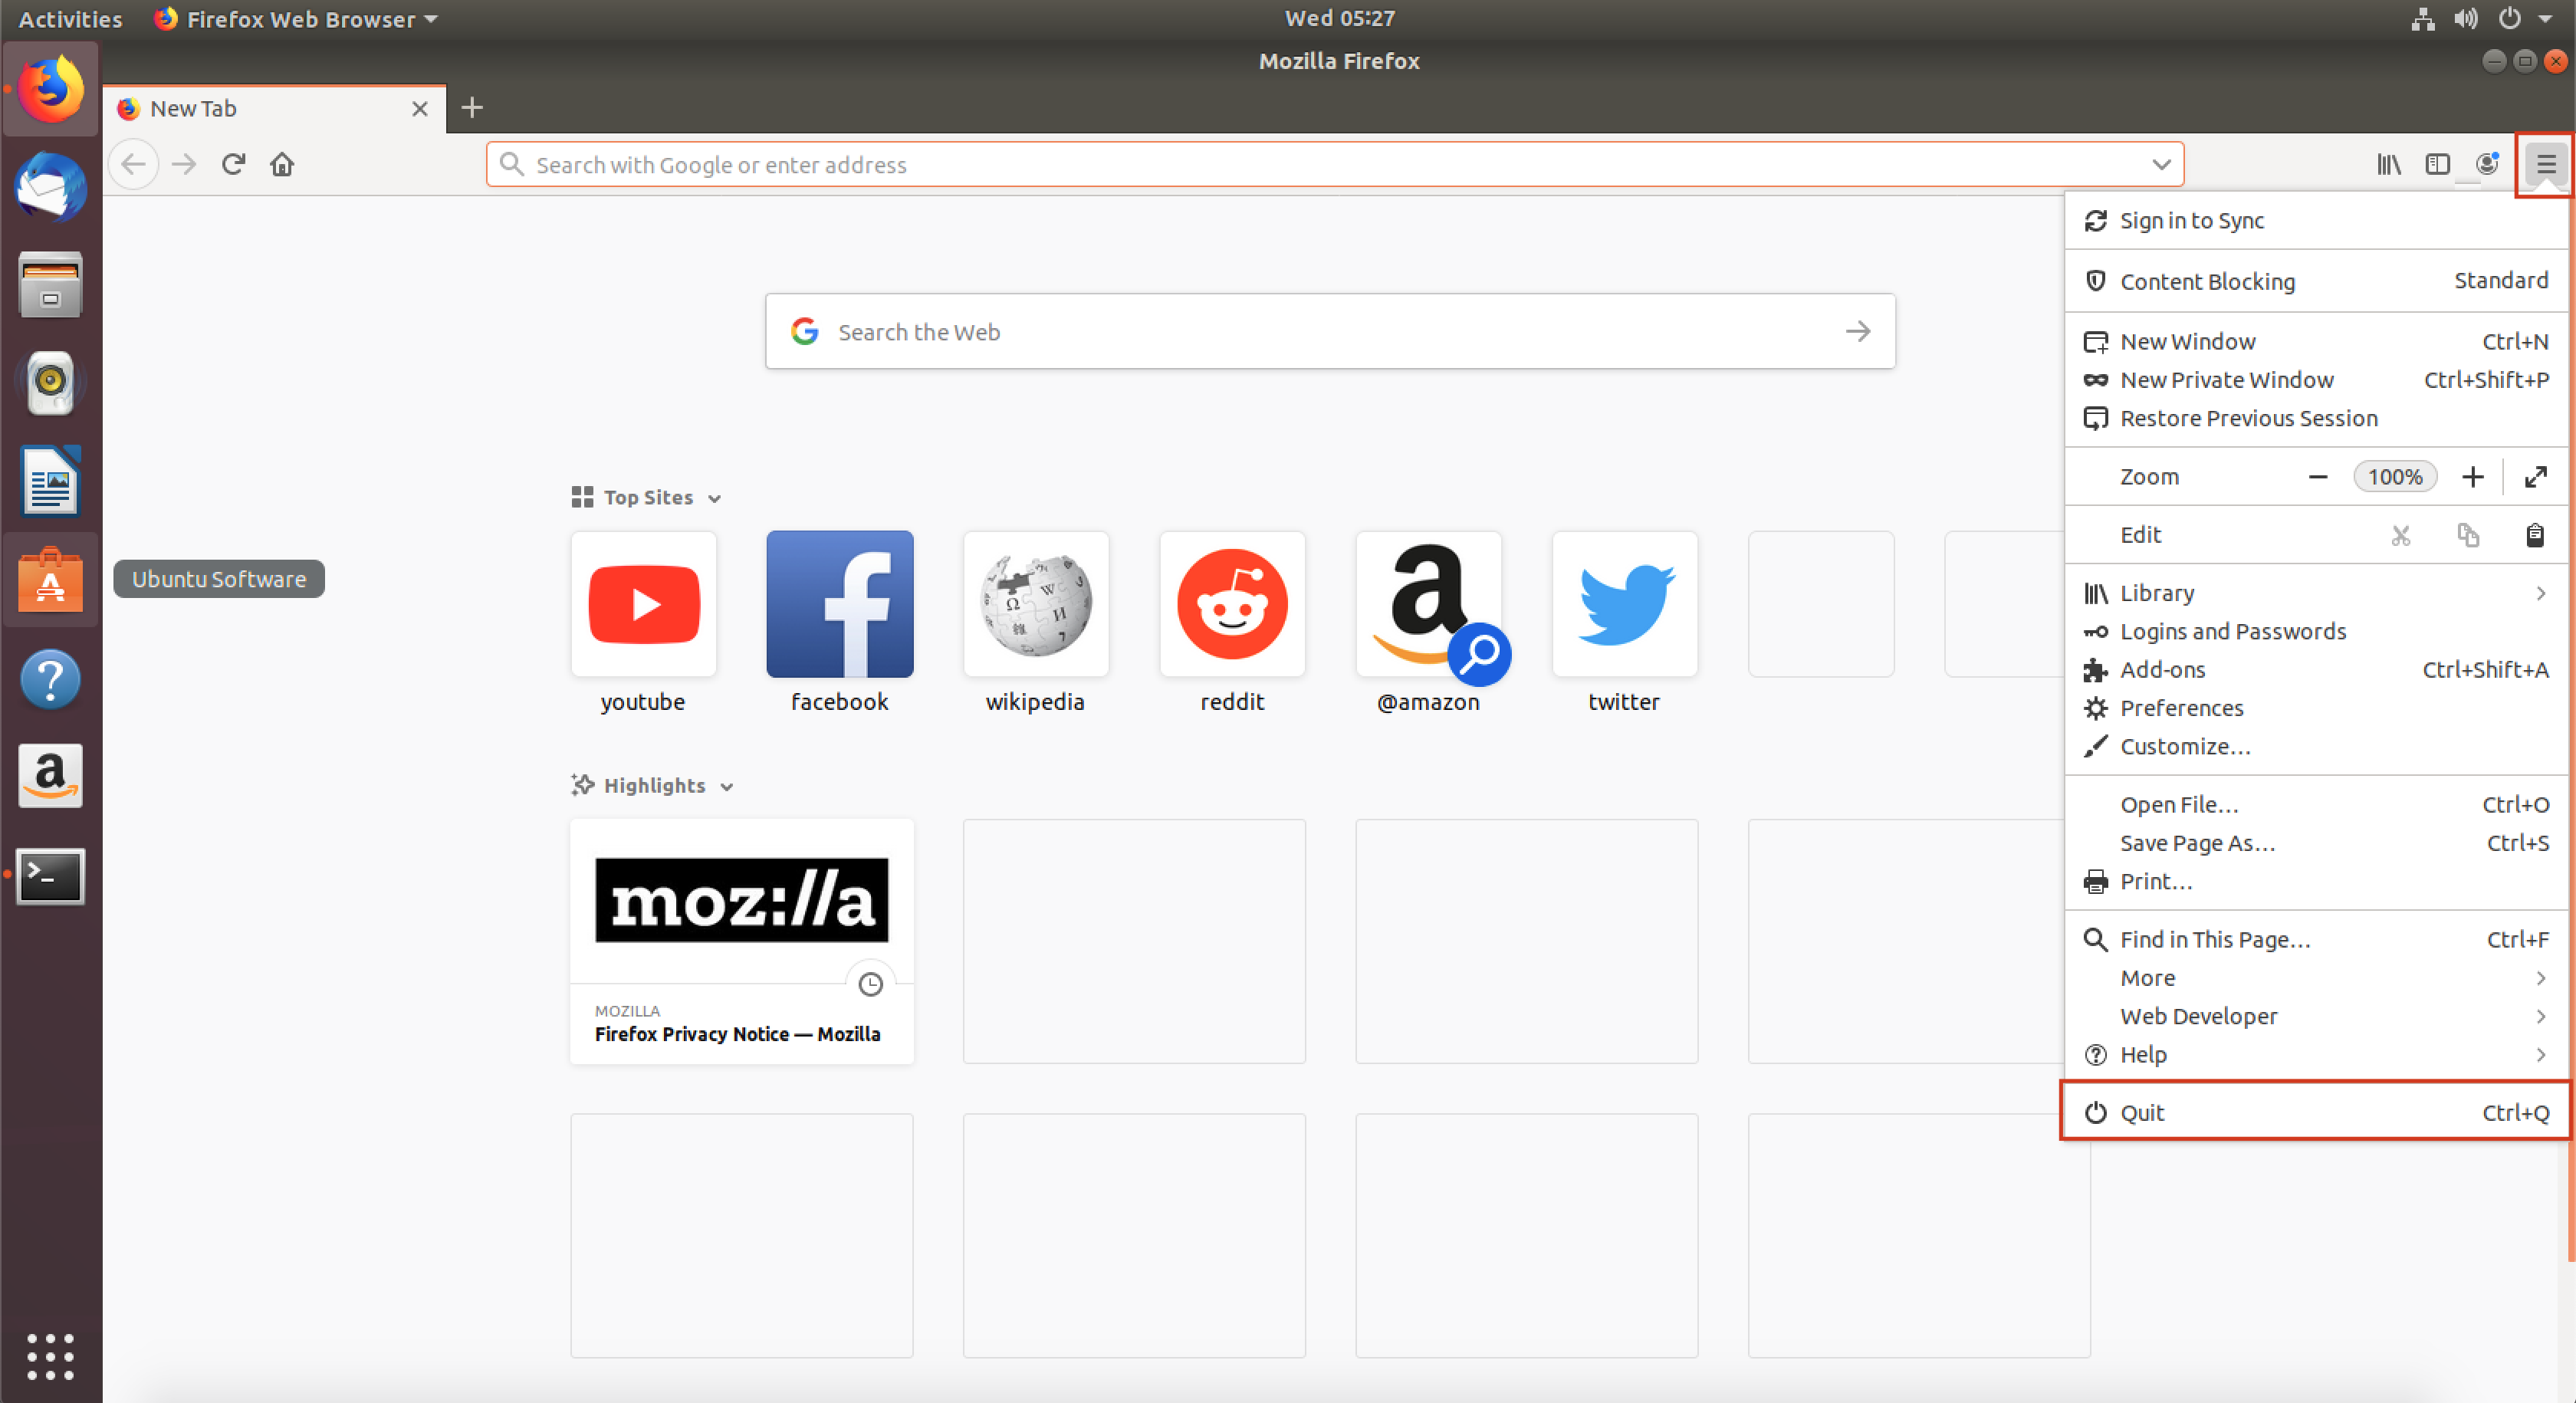 Activities Firefox Web Browser Wed 05:27
Mozilla Firefox
New Tab
Search with Google or enter address
Sign in to Sync
Content Blocking Standard
New Window Ctrl+N
New Private Window Ctrl+Shift+P
Restore Previous Session
Zoom 100%
Edit
Library
Logins and Passwords
Add-ons Ctrl+Shift+A
Preferences
Customize...
Open File... Ctrl+O
Save Page As... Ctrl+S
Print...
Find in This Page... Ctrl+F
More
Web Developer
Help
Quit Ctrl+Q
Search the Web
Top Sites
youtube facebook wikipedia reddit @amazon twitter
Ubuntu Software
Highlights
moz://a
MOZILLA
Firefox Privacy Notice — Mozilla